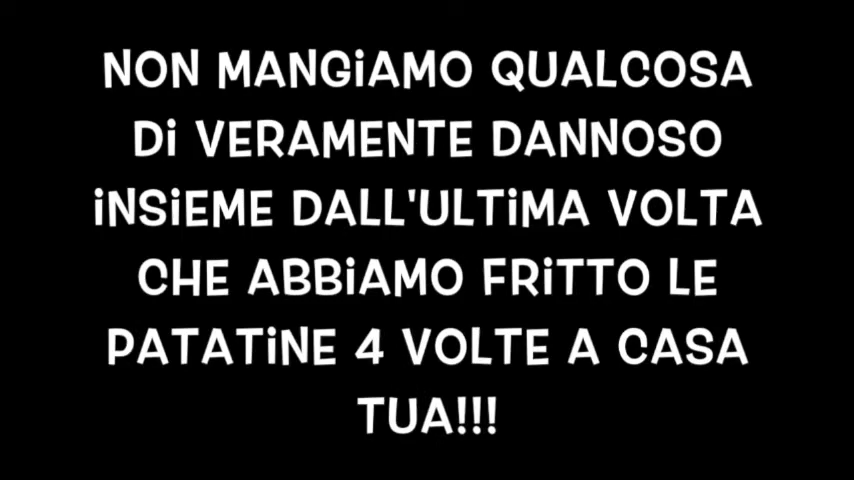 NON MANGiAMO QUALCOSA
Di VERAMENTE DANNOSO
iNSiEME DALL'ULTiMA VOLTA
CHE ABBiAMO FRiTTO LE
PATATiNE 4 VOLTE A CASA
TUA!!!